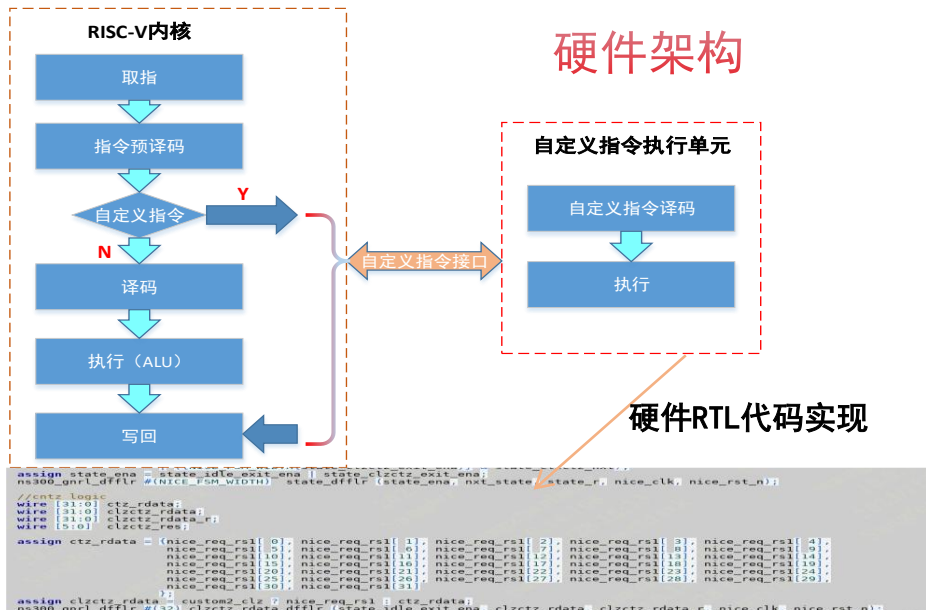 RISC-V内核
硬件架构
取指
指令预译码
自定义指令
Y
N
译码
执行（ALU）
写回
自定义指令接口
自定义指令执行单元
自定义指令译码
执行
硬件RTL代码实现
assign state_ena = state_idle_exit_ena | state_clzctz_exit_ena;
ns300_gnrl_dfflr #(NICE_FSM_WIDTH) state_dfflr (state_ena, nxt_state, state_r, nice_clk, nice_rst_n);
//cntz logic
wire [31:0] ctz_rdata;
wire [31:0] clzctz_rdata;
wire [31:0] clzctz_rdata_r;
wire [5:0] clzctz_res;
assign ctz_rdata = {nice_req_rs1[ 0], nice_req_rs1[ 1], nice_req_rs1[ 2], nice_req_rs1[ 3], nice_req_rs1[ 4],
nice_req_rs1[ 5], nice_req_rs1[ 6], nice_req_rs1[ 7], nice_req_rs1[ 8], nice_req_rs1[ 9],
nice_req_rs1[10], nice_req_rs1[11], nice_req_rs1[12], nice_req_rs1[13], nice_req_rs1[14],
nice_req_rs1[15], nice_req_rs1[16], nice_req_rs1[17], nice_req_rs1[18], nice_req_rs1[19],
nice_req_rs1[20], nice_req_rs1[21], nice_req_rs1[22], nice_req_rs1[23], nice_req_rs1[24],
nice_req_rs1[25], nice_req_rs1[26], nice_req_rs1[27], nice_req_rs1[28], nice_req_rs1[29],
nice_req_rs1[30], nice_req_rs1[31]
};
assign clzctz_rdata = custom2_clz ? nice_req_rs1 : ctz_rdata;
ns300_gnrl_dfflr #(32) clzctz_rdata_dfflr (state_idle_exit_ena, clzctz_rdata, clzctz_rdata_r, nice_clk, nice_rst_n);